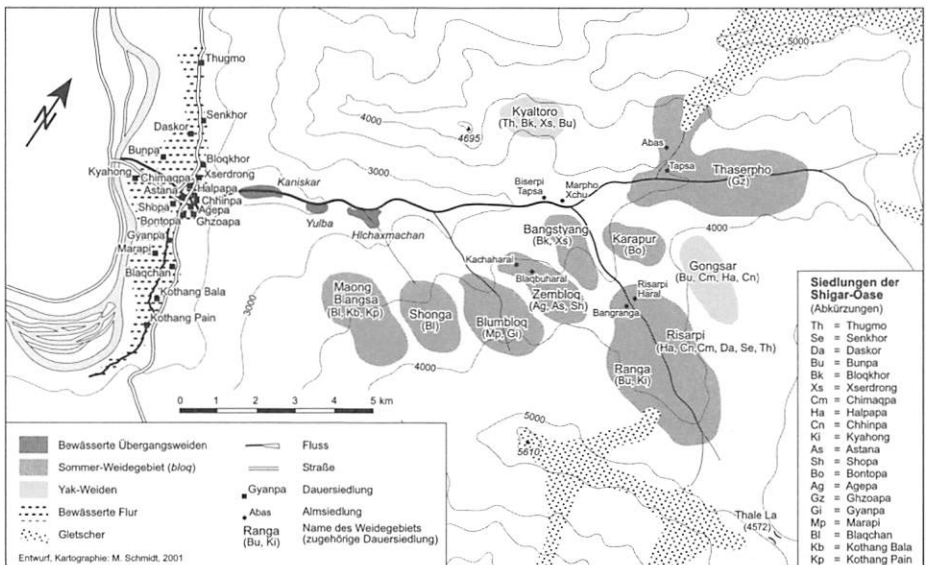 5000
Thugmo
4000
Kyaltoro
(Th, Bk, Xs, Bu)
4695
Senkhor
Daskor
Abas
Bunpa
Bloqkhor
Tapsa
Thaserpho
(Gz)
Kyahong
Xserdrong
Chimaqpa
3000
Halpapa
Astana
Kaniskar
Biserpi
Tapsa
Marpho
Xchu
Chhinpa
Shopa
Agepa
Bontopa
Ghzoapa
Yulba
4000
Hlchaxmachan
Bangstyang
(Bk, Xs)
Karapur
(Bo)
Gyanpa
Marapi
Kachaharal
Gongsar
(Bu, Cm, Ha, Cn)
Blaqbuharal
Blaqchan
Zembloq
(Ag, As, Sh)
Risarpi
Haral
Maong
Blangsa
(Bl, Kb, Kp)
Kothang Bala
3000
Shonga
(Bl)
Bangranga
Blumbloq
(Mp, Gi)
Kothang Pain
Risarpi
(Ha, Cn, Cm, Da, Se, Th)
4000
Ranga
(Bu, Ki)
4000
0 1 2 3 4 5 km
5000
5610
Thale La
(4572)
Bewässerte Übergangsweiden
Sommer-Weidegebiet (bloq)
Yak-Weiden
Bewässerte Flur
Gletscher
Fluss
Straße
Gyanpa Dauersiedlung
Abas Almsiedlung
Ranga
(Bu, Ki)
Name des Weidegebiets
(zugehörige Dauersiedlung)
Entwurf, Kartographie: M. Schmidt, 2001
Siedlungen der
Shigar-Oase
(Abkürzungen)
Th = Thugmo
Se = Senkhor
Da = Daskor
Bu = Bunpa
Bk = Bloqkhor
Xs = Xserdrong
Cm = Chimaqpa
Ha = Halpapa
Cn = Chhinpa
Ki = Kyahong
As = Astana
Sh = Shopa
Bo = Bontopa
Ag = Agepa
Gz = Ghzoapa
Gi = Gyanpa
Mp = Marapi
Bl = Blaqchan
Kb = Kothang Bala
Kp = Kothang Pain